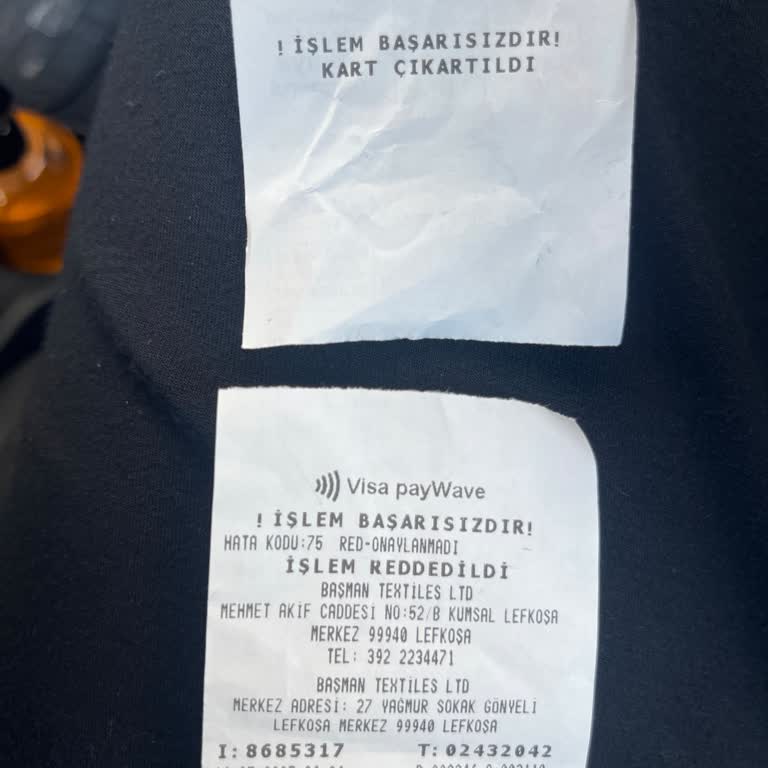 ! İŞLEM BAŞARISIZDIR!
KART ÇIKARTILDI
Visa payWave
! İŞLEM BAŞARISIZDIR!
HATA KODU:75 RED-ONAYLANMADI
İŞLEM REDDEDİLDİ
BAŞMAN TEXTİLES LTD
MEHMET AKİF CADDESİ NO:52/B KUMSAL LEFKOŞA
MERKEZ 99940 LEFKOŞA
TEL: 392 2234471
BAŞMAN TEXTİLES LTD
MERKEZ ADRESİ: 27 YAĞMUR SOKAK GÖNYELİ
LEFKOŞA MERKEZ 99940 LEFKOŞA
I: 8685317 T: 02432042